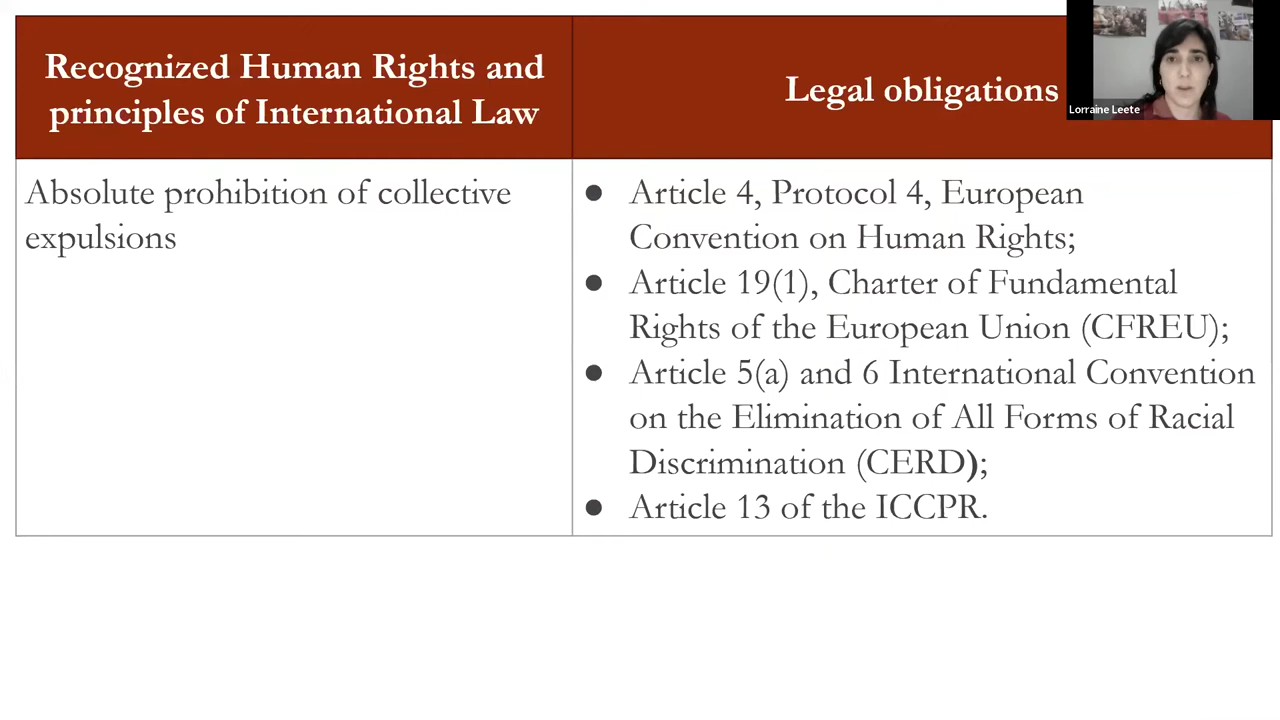 Recognized Human Rights and
principles of International Law
Legal obligations
Lorraine Leete
Absolute prohibition of collective
expulsions
● Article 4, Protocol 4, European
Convention on Human Rights;
● Article 19(1), Charter of Fundamental
Rights of the European Union (CFREU);
● Article 5(a) and 6 International Convention
on the Elimination of All Forms of Racial
Discrimination (CERD);
● Article 13 of the ICCPR.